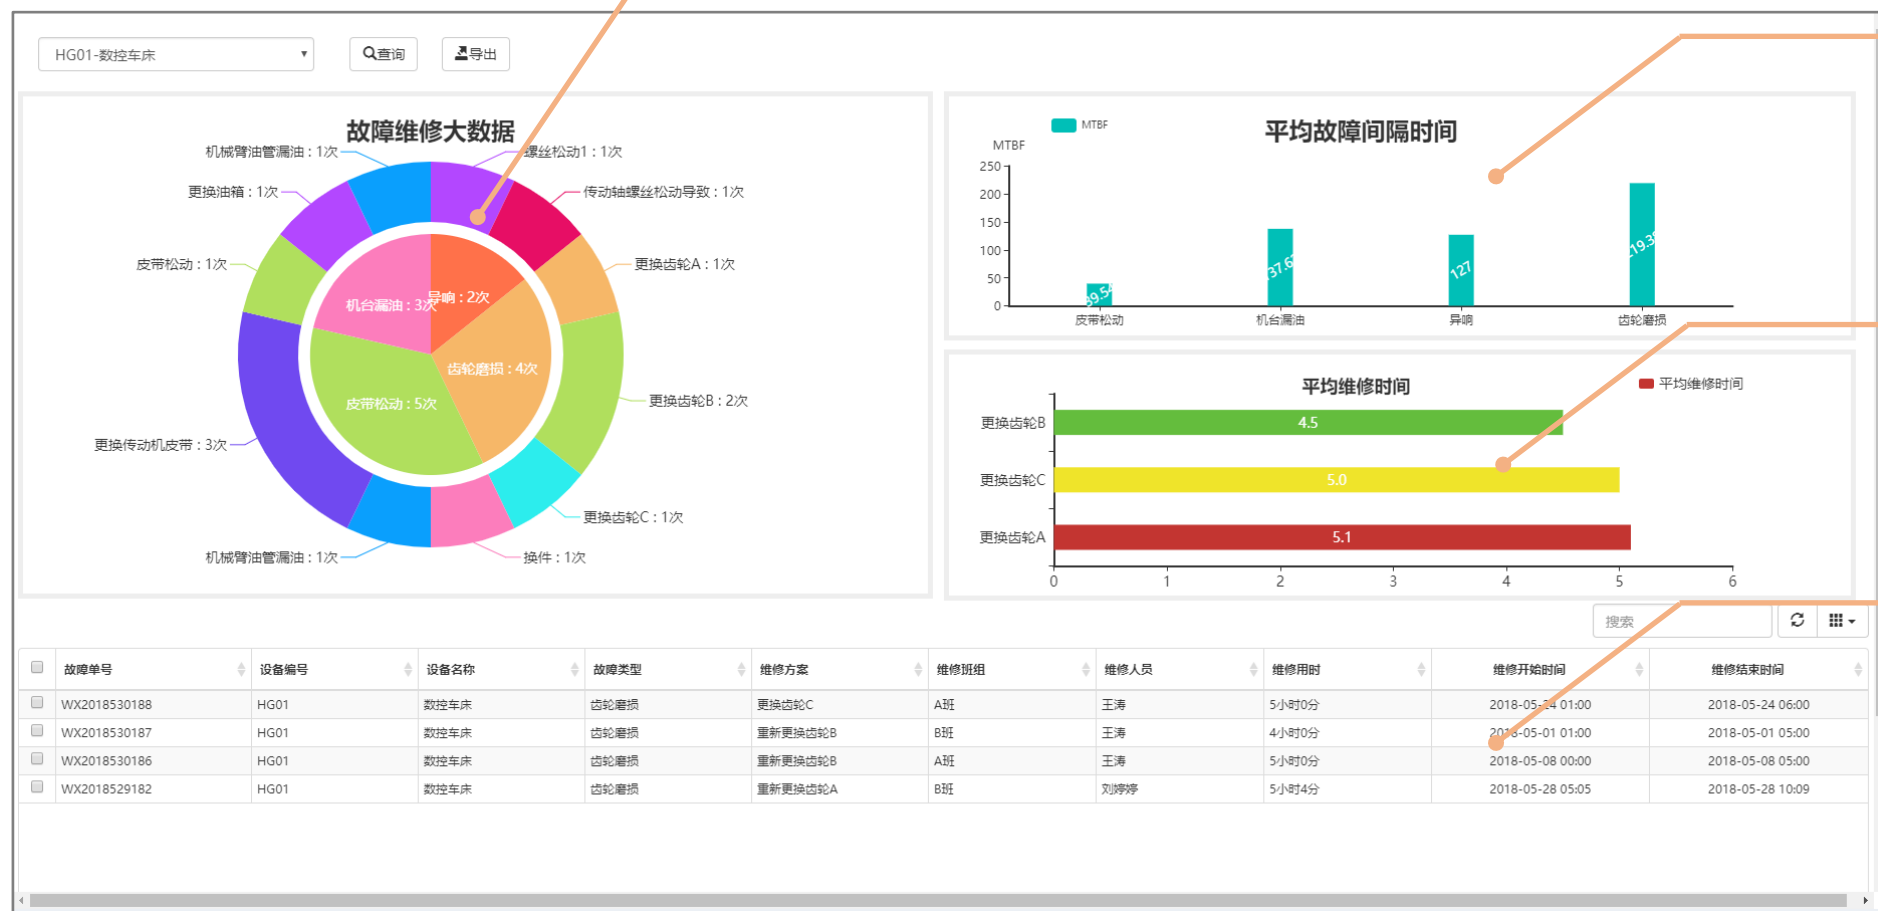 HG01-数控车床
查询
导出
故障维修大数据
机械臂油管漏油 : 1次
螺丝松动1 : 1次
更换油箱 : 1次
传动轴螺丝松动导致 : 1次
皮带松动 : 1次
更换齿轮A : 1次
机台漏油 : 3次
异响 : 2次
齿轮磨损 : 4次
皮带松动 : 5次
更换齿轮B : 2次
更换传动机皮带 : 3次
更换齿轮C : 1次
机械臂油管漏油 : 1次
换件 : 1次
MTBF
平均故障间隔时间
MTBF
250
200
150
100
50
0
39.54
137.63
127
219.38
皮带松动
机台漏油
异响
齿轮磨损
平均维修时间
平均维修时间
更换齿轮B
4.5
更换齿轮C
5.0
更换齿轮A
5.1
0 1 2 3 4 5 6
搜索
故障单号 设备编号 设备名称 故障类型 维修方案 维修班组 维修人员 维修用时 维修开始时间 维修结束时间
WX2018530188 HG01 数控车床 齿轮磨损 更换齿轮C A班 王涛 5小时0分 2018-05-24 01:00 2018-05-24 06:00
WX2018530187 HG01 数控车床 齿轮磨损 重新更换齿轮B B班 王涛 4小时0分 2018-05-01 01:00 2018-05-01 05:00
WX2018530186 HG01 数控车床 齿轮磨损 重新更换齿轮B A班 王涛 5小时0分 2018-05-08 00:00 2018-05-08 05:00
WX2018529182 HG01 数控车床 齿轮磨损 重新更换齿轮A B班 刘婷婷 5小时4分 2018-05-28 05:05 2018-05-28 10:09